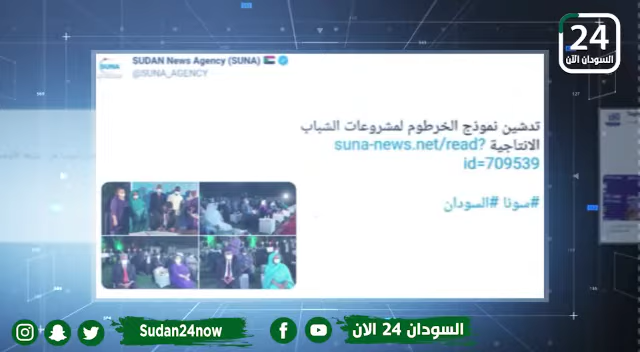 SUDAN News Agency (SUNA)
@SUNA_AGENCY
24
السودان الآن
تدشين نموذج الخرطوم لمشروعات الشباب
الانتاجية suna-news.net/read?
id=709539
#سونا #السودان
Sudan24now
السودان 24 الان